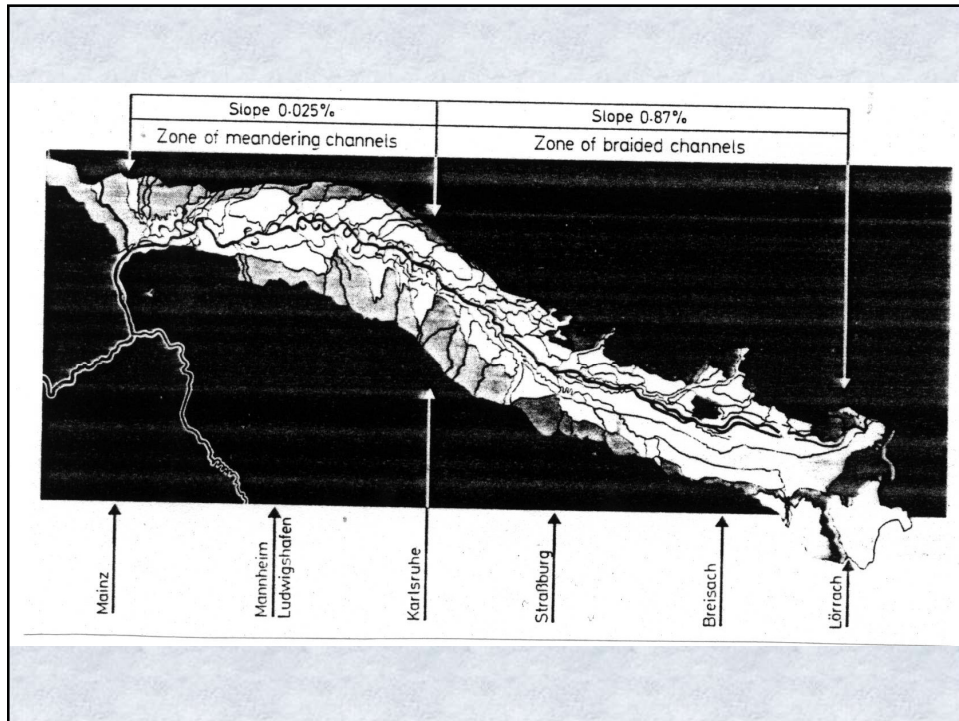 Slope 0.025%
Slope 0.87%
Zone of meandering channels
Zone of braided channels
Mainz
Mannheim
Ludwigshafen
Karlsruhe
Straßburg
Breisach
Lörrach